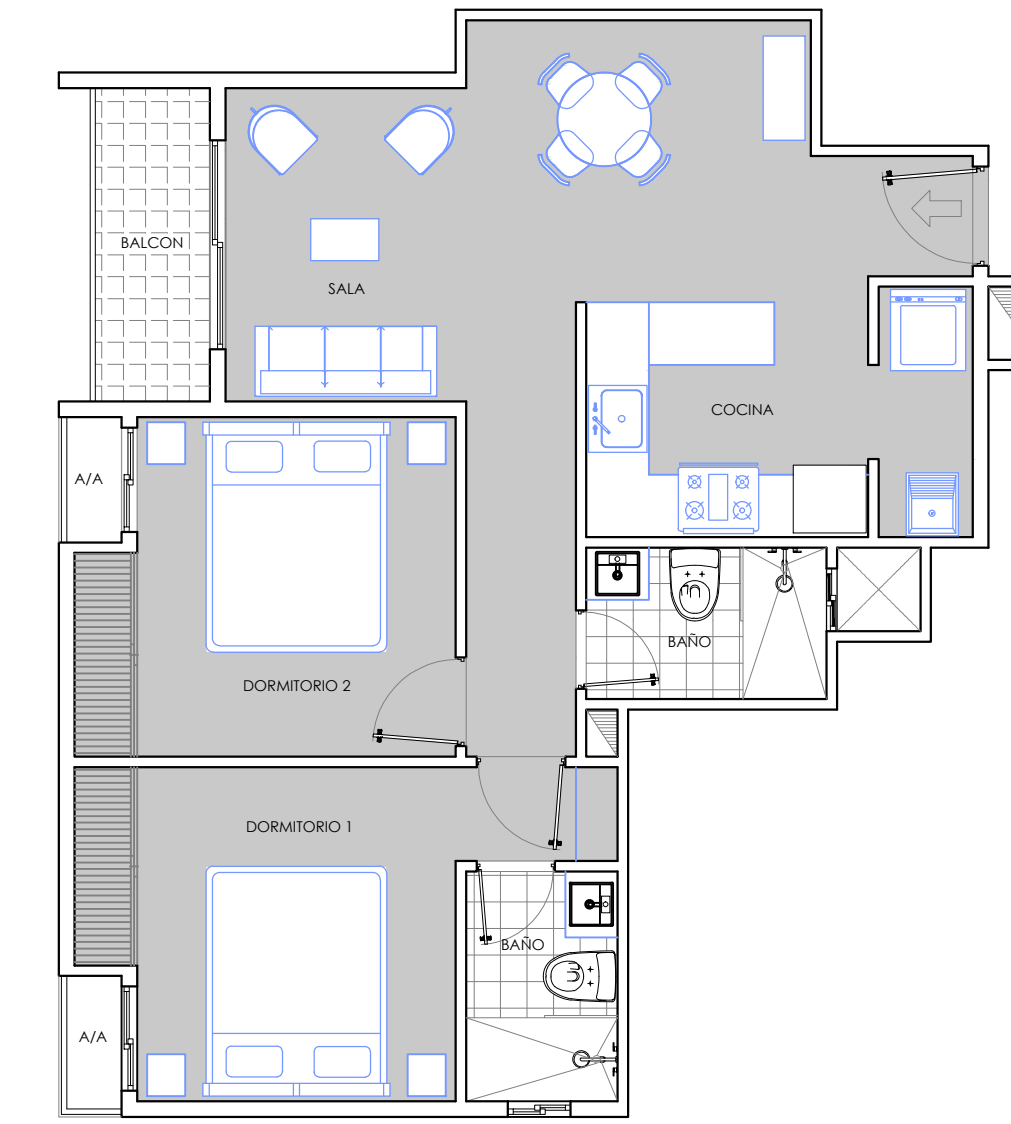 BALCON
SALA
COCINA
A/A
BAÑO
DORMITORIO 2
DORMITORIO 1
BAÑO
A/A